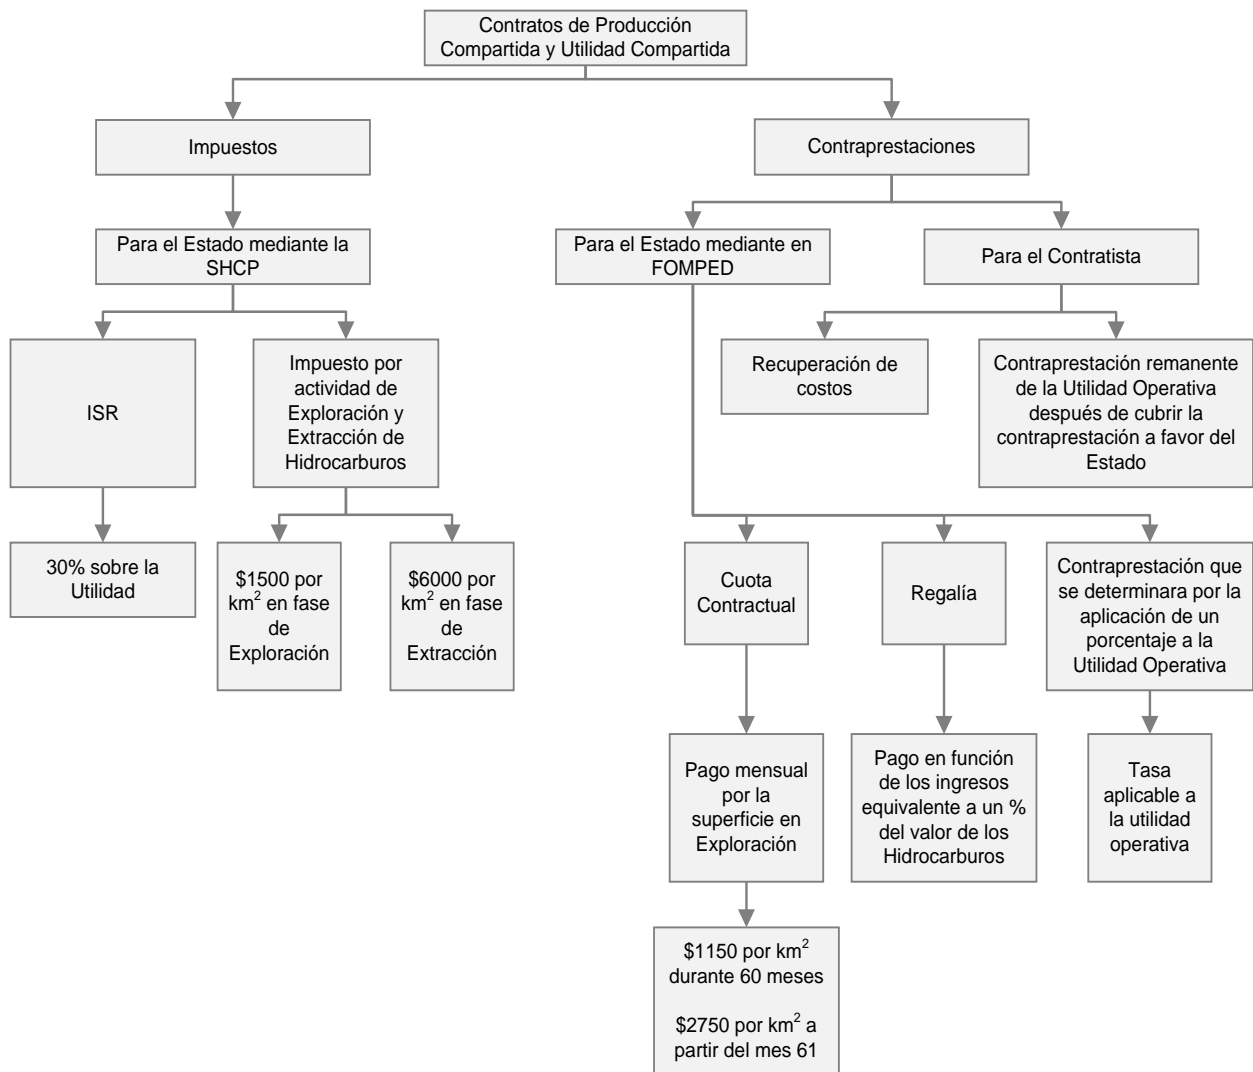 Contratos de Producción
Compartida y Utilidad Compartida
Impuestos
Contraprestaciones
Para el Estado mediante la
SHCP
Para el Estado mediante en
FOMPED
Para el Contratista
ISR
Impuesto por
actividad de
Exploración y
Extracción de
Hidrocarburos
Recuperación de
costos
Contraprestación remanente
de la Utilidad Operativa
después de cubrir la
contraprestación a favor del
Estado
30% sobre la
Utilidad
$1500 por
km² en fase
de
Exploración
$6000 por
km² en fase
de
Extracción
Cuota
Contractual
Regalía
Contraprestación que
se determinara por la
aplicación de un
porcentaje a la
Utilidad Operativa
Pago mensual
por la
superficie en
Exploración
Pago en función
de los ingresos
equivalente a un %
del valor de los
Hidrocarburos
Tasa
aplicable a
la utilidad
operativa
$1150 por km²
durante 60 meses
$2750 por km² a
partir del mes 61